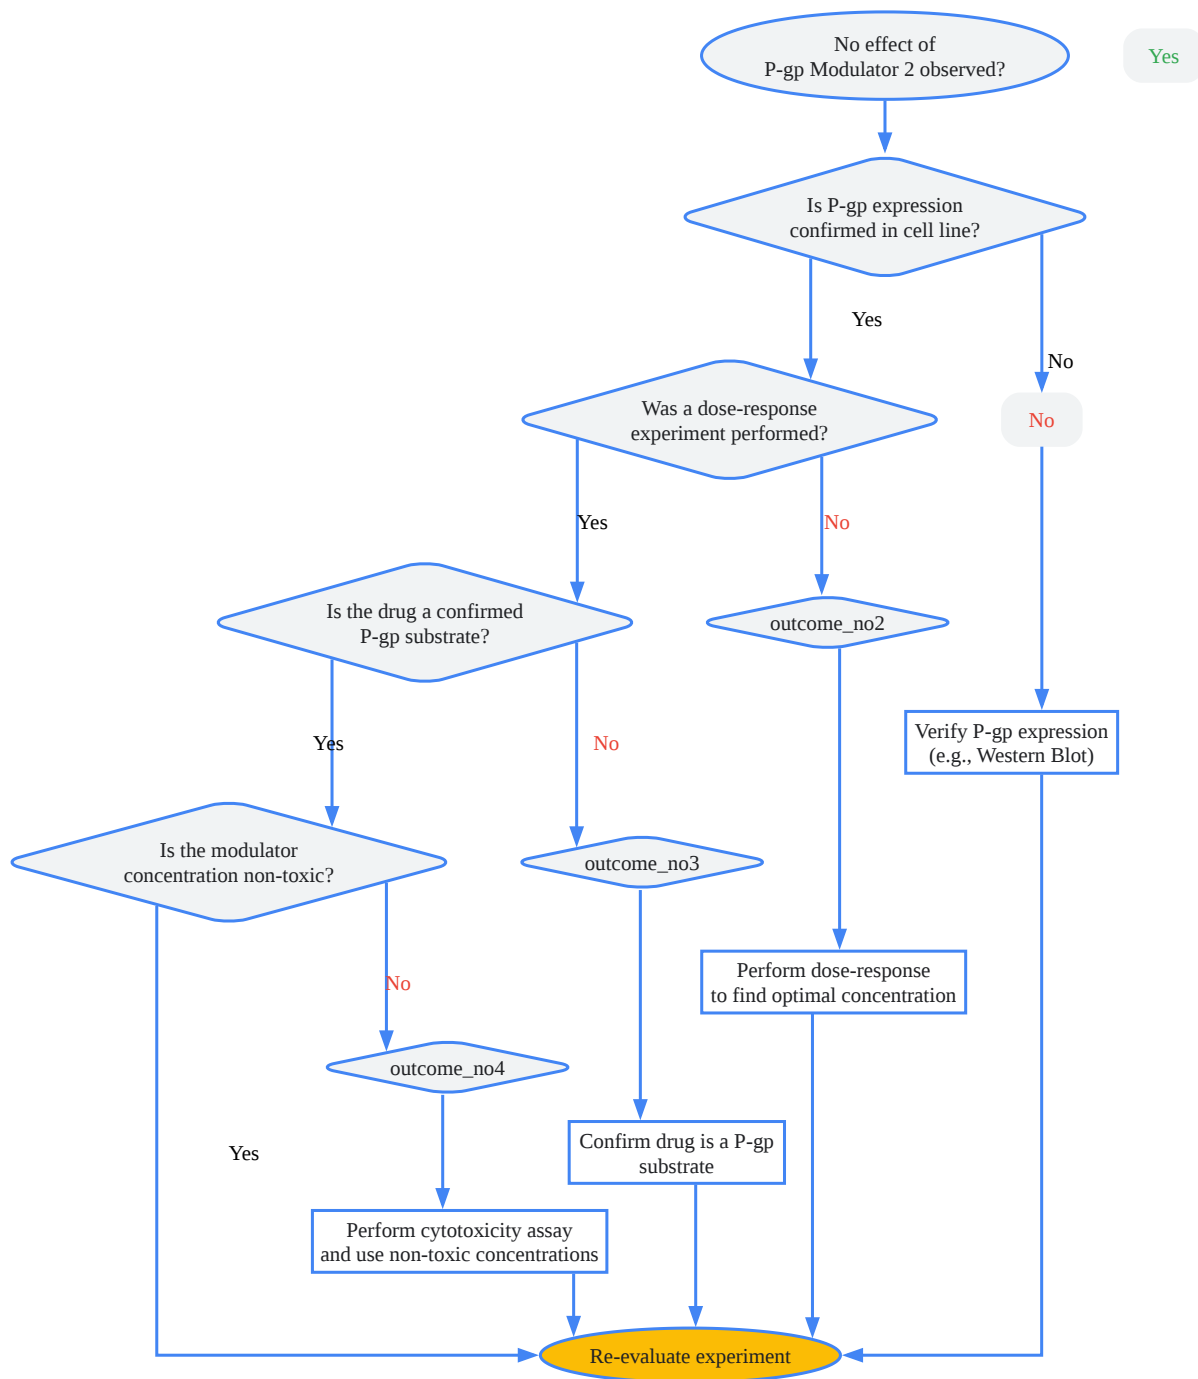 No effect of
P-gp Modulator 2 observed?
Yes
Is P-gp expression
confirmed in cell line?
Yes
No
Was a dose-response
experiment performed?
No
Yes
No
Is the drug a confirmed
P-gp substrate?
outcome_no2
Yes
No
Verify P-gp expression
(e.g., Western Blot)
Is the modulator
concentration non-toxic?
outcome_no3
No
Perform dose-response
to find optimal concentration
outcome_no4
Yes
Confirm drug is a P-gp
substrate
Perform cytotoxicity assay
and use non-toxic concentrations
Re-evaluate experiment